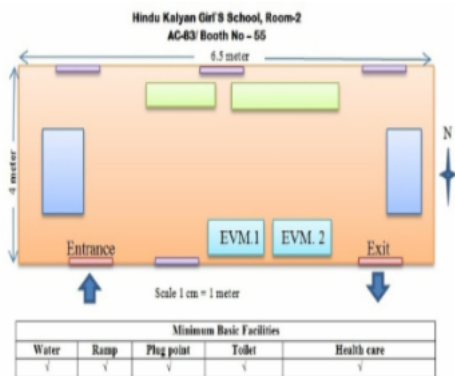 Hindu Kalyan Girl'S School, Room-2
AC-83/ Booth No – 55
6.5 meter
4 meter
N
EVM.1 EVM. 2
Entrance Exit
Scale 1 cm = 1 meter
Minimum Basic Facilities
Water Ramp Plug point Toilet Health care
√ √ √ √ √